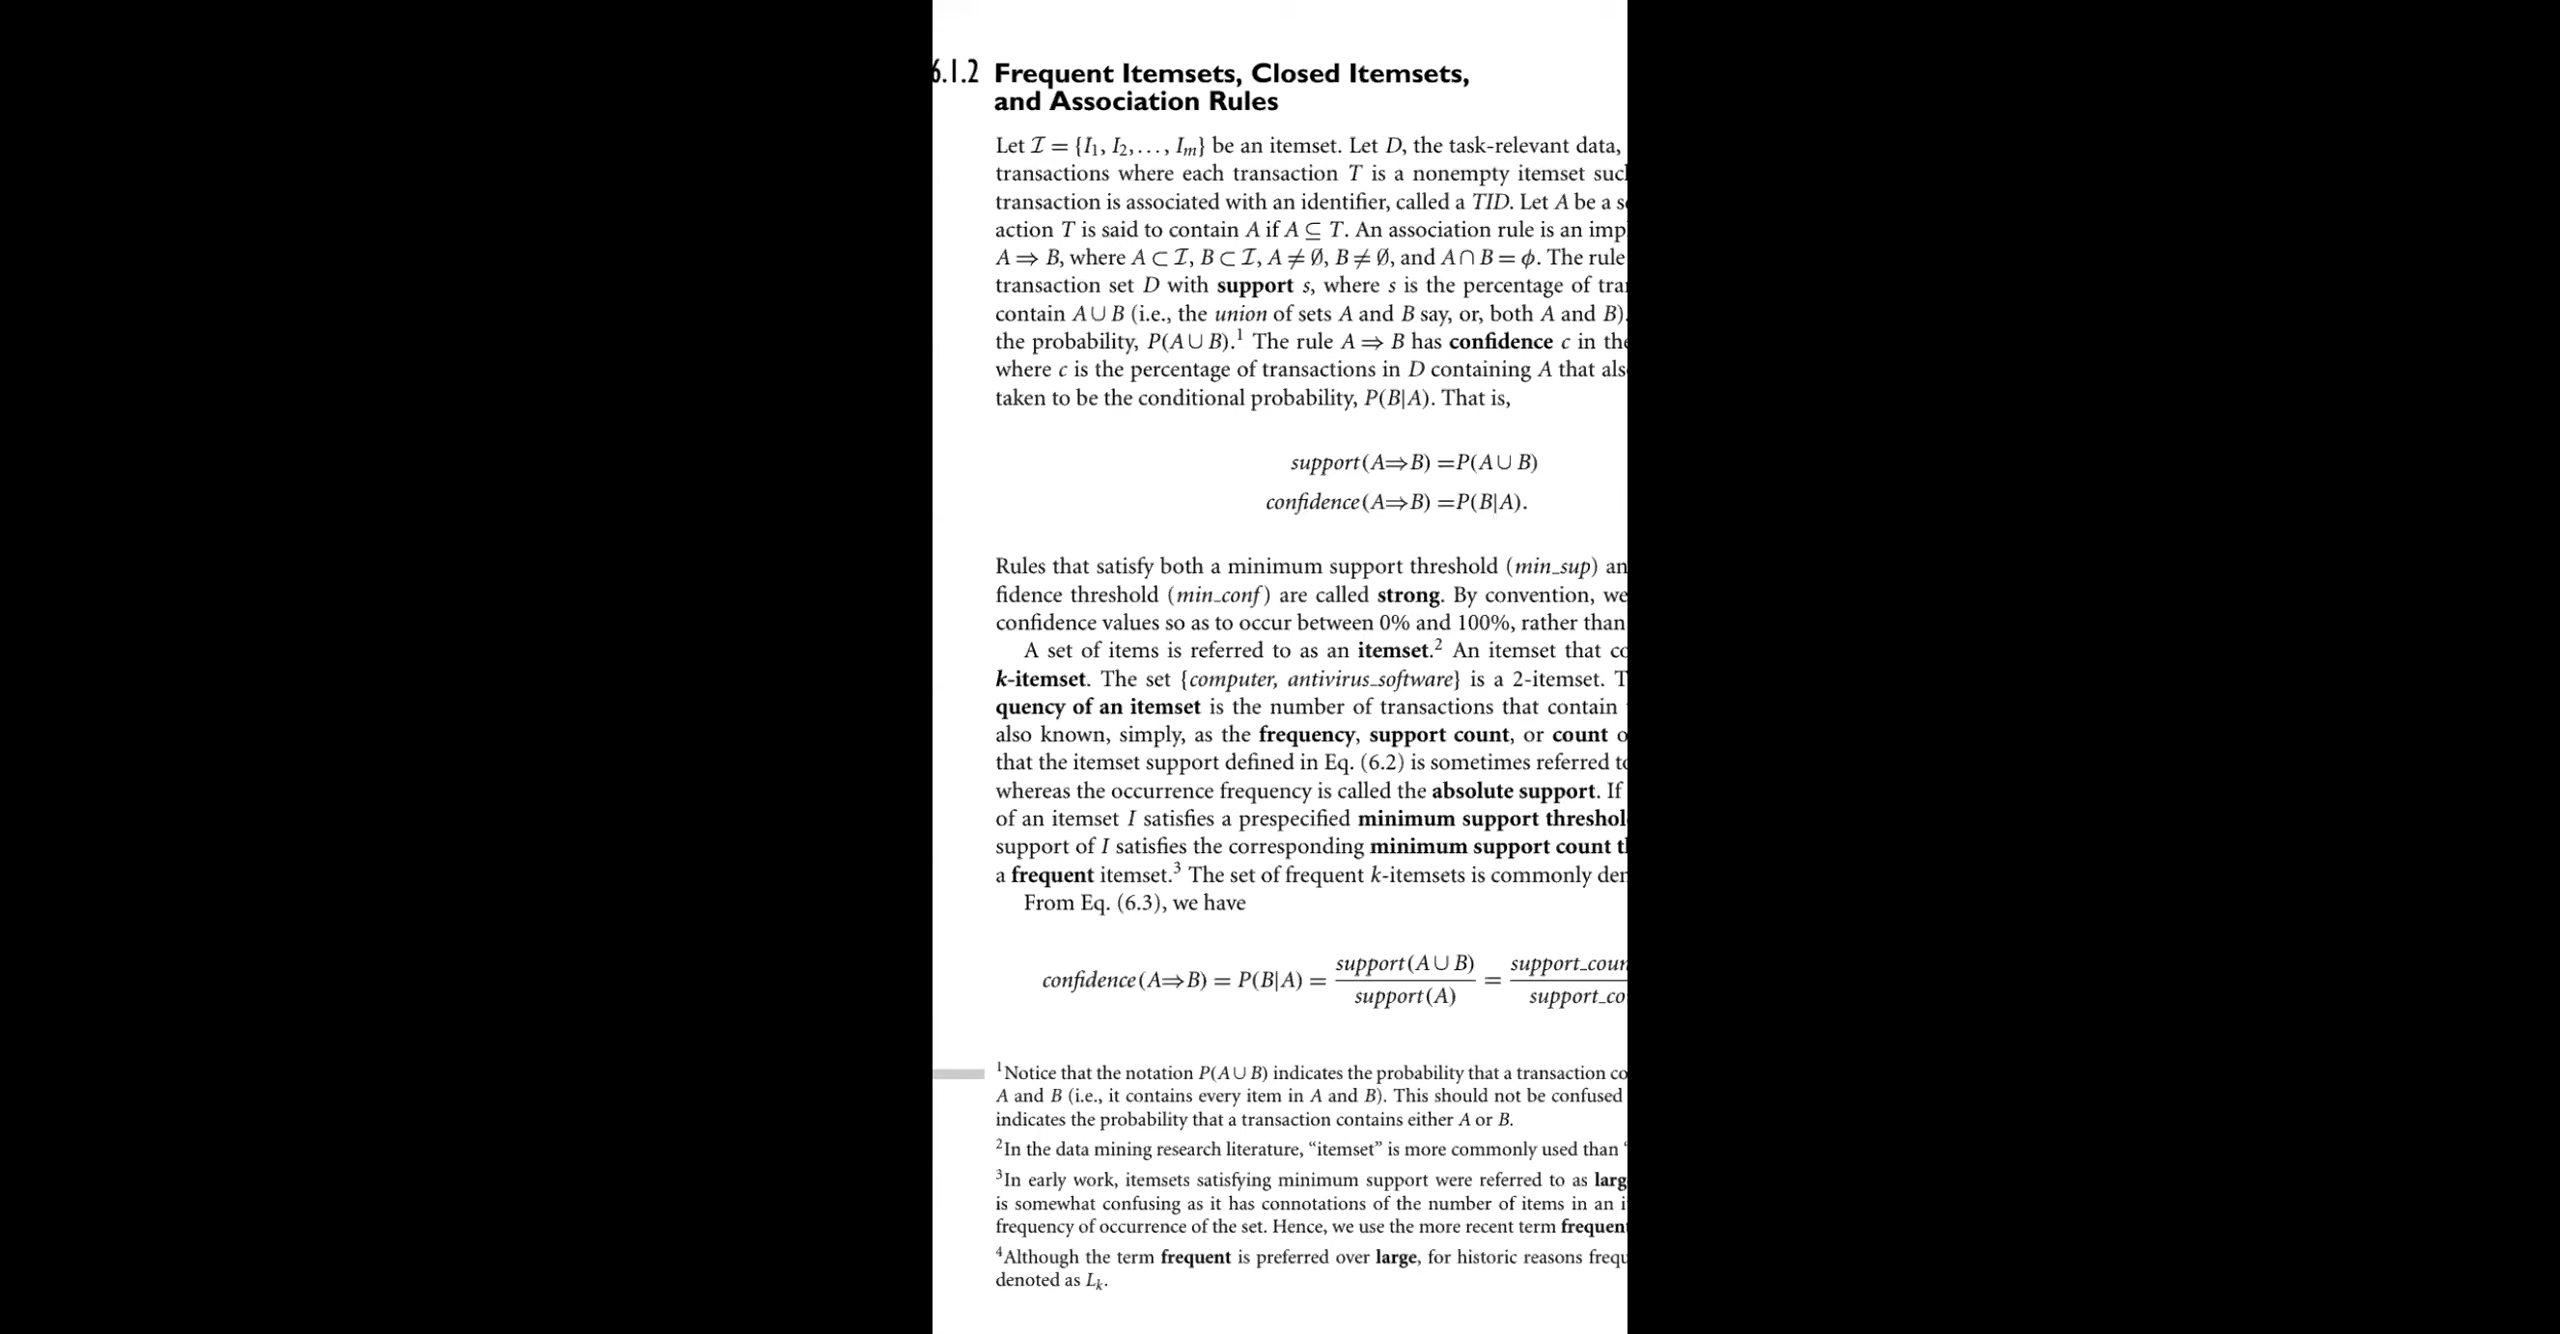 6.1.2 Frequent Itemsets, Closed Itemsets,
and Association Rules
Let ℐ = {I1, I2,..., Im} be an itemset. Let D, the task-relevant data,
transactions where each transaction T is a nonempty itemset
transaction is associated with an identifier, called a TID. Let A be a
action T is said to contain A if A ⊆ T. An association rule is an imp
A ⇒ B, where A ⊂ ℐ, B ⊂ ℐ, A ≠ ∅, B ≠ ∅, and A ∩ B = ϕ. The rule
transaction set D with support s, where s is the percentage of
contain A ∪ B (i.e., the union of sets A and B say, or, both A and B).
the probability, P(A ∪ B).¹ The rule A ⇒ B has confidence c in
where c is the percentage of transactions in D containing A that
taken to be the conditional probability, P(B|A). That is,
support(A⇒B) =P(A ∪ B)
confidence(A⇒B) =P(B|A).
Rules that satisfy both a minimum support threshold (min_sup) an
fidence threshold (min_conf) are called strong. By convention, we
confidence values so as to occur between 0% and 100%, rather than
A set of items is referred to as an itemset.² An itemset that co
k-itemset. The set {computer, antivirus_software} is a 2-itemset. T
quency of an itemset is the number of transactions that contain
also known, simply, as the frequency, support count, or count o
that the itemset support defined in Eq. (6.2) is sometimes referred
whereas the occurrence frequency is called the absolute support. If
of an itemset I satisfies a prespecified minimum support threshol
support of I satisfies the corresponding minimum support count
a frequent itemset.³ The set of frequent k-itemsets is commonly
From Eq. (6.3), we have
confidence(A⇒B) = P(B|A) = support(A ∪ B) / support(A) = support_coun / support_co
¹Notice that the notation P(A ∪ B) indicates the probability that a transaction co
A and B (i.e., it contains every item in A and B). This should not be confused
indicates the probability that a transaction contains either A or B.
²In the data mining research literature, “itemset” is more commonly used than “
³In early work, itemsets satisfying minimum support were referred to as larg
is somewhat confusing as it has connotations of the number of items in an i
frequency of occurrence of the set. Hence, we use the more recent term frequen
⁴Although the term frequent is preferred over large, for historic reasons frequ
denoted as Lk.